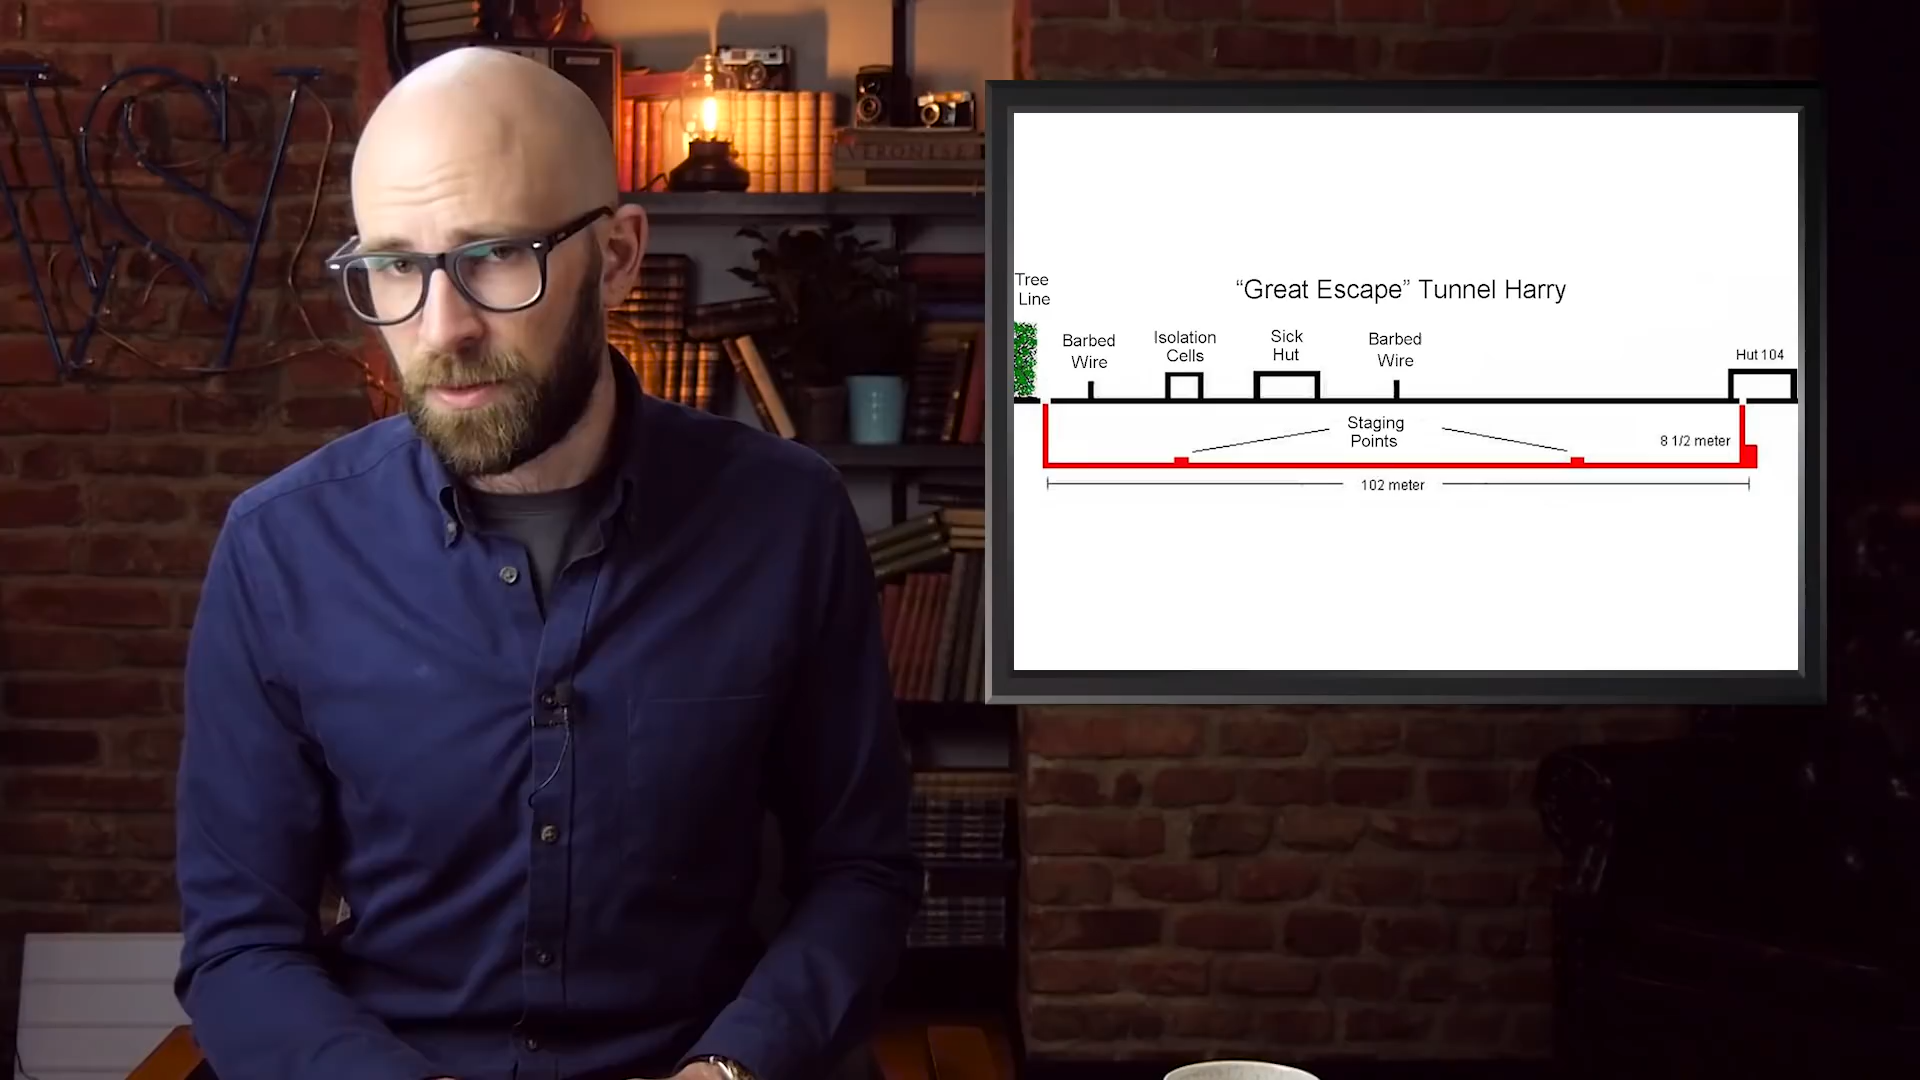 VERONESE
Tree
Line
“Great Escape” Tunnel Harry
Barbed
Wire
Isolation
Cells
Sick
Hut
Barbed
Wire
Hut 104
Staging
Points
8 1/2 meter
102 meter